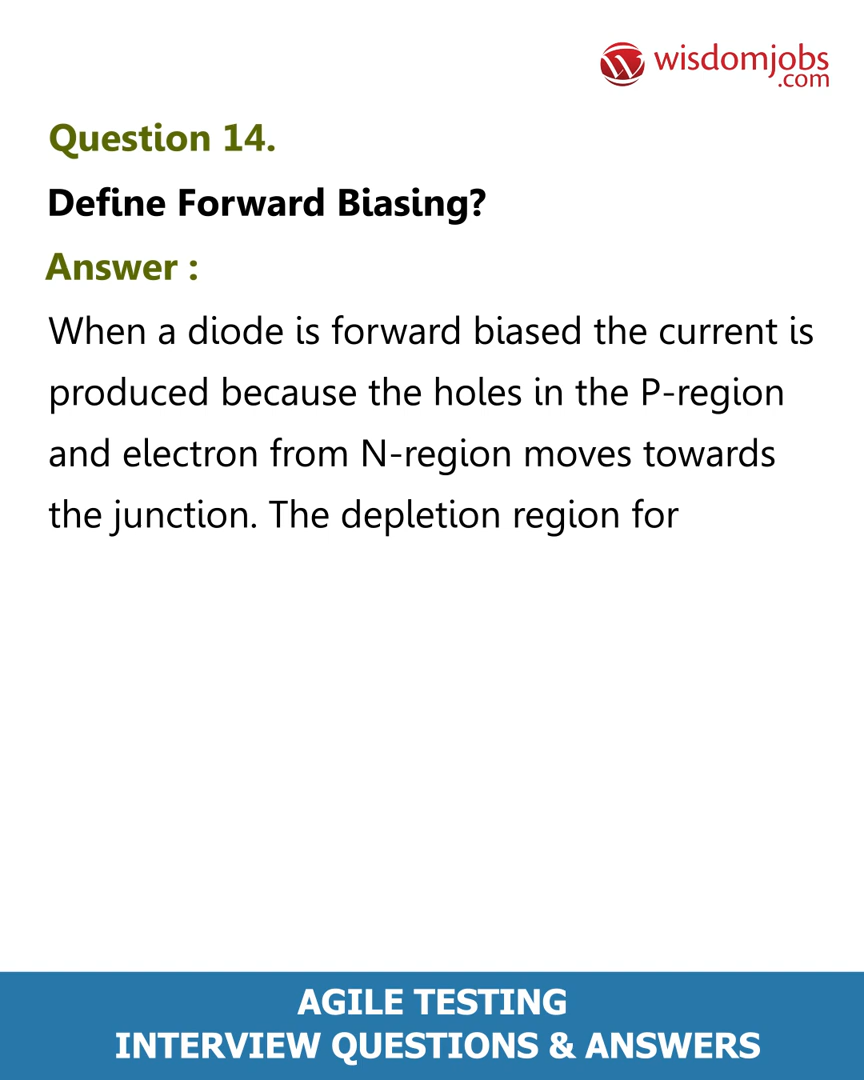 wisdomjobs
.com
Question 14.
Define Forward Biasing?
Answer :
When a diode is forward biased the current is
produced because the holes in the P-region
and electron from N-region moves towards
the junction. The depletion region for
AGILE TESTING
INTERVIEW QUESTIONS & ANSWERS